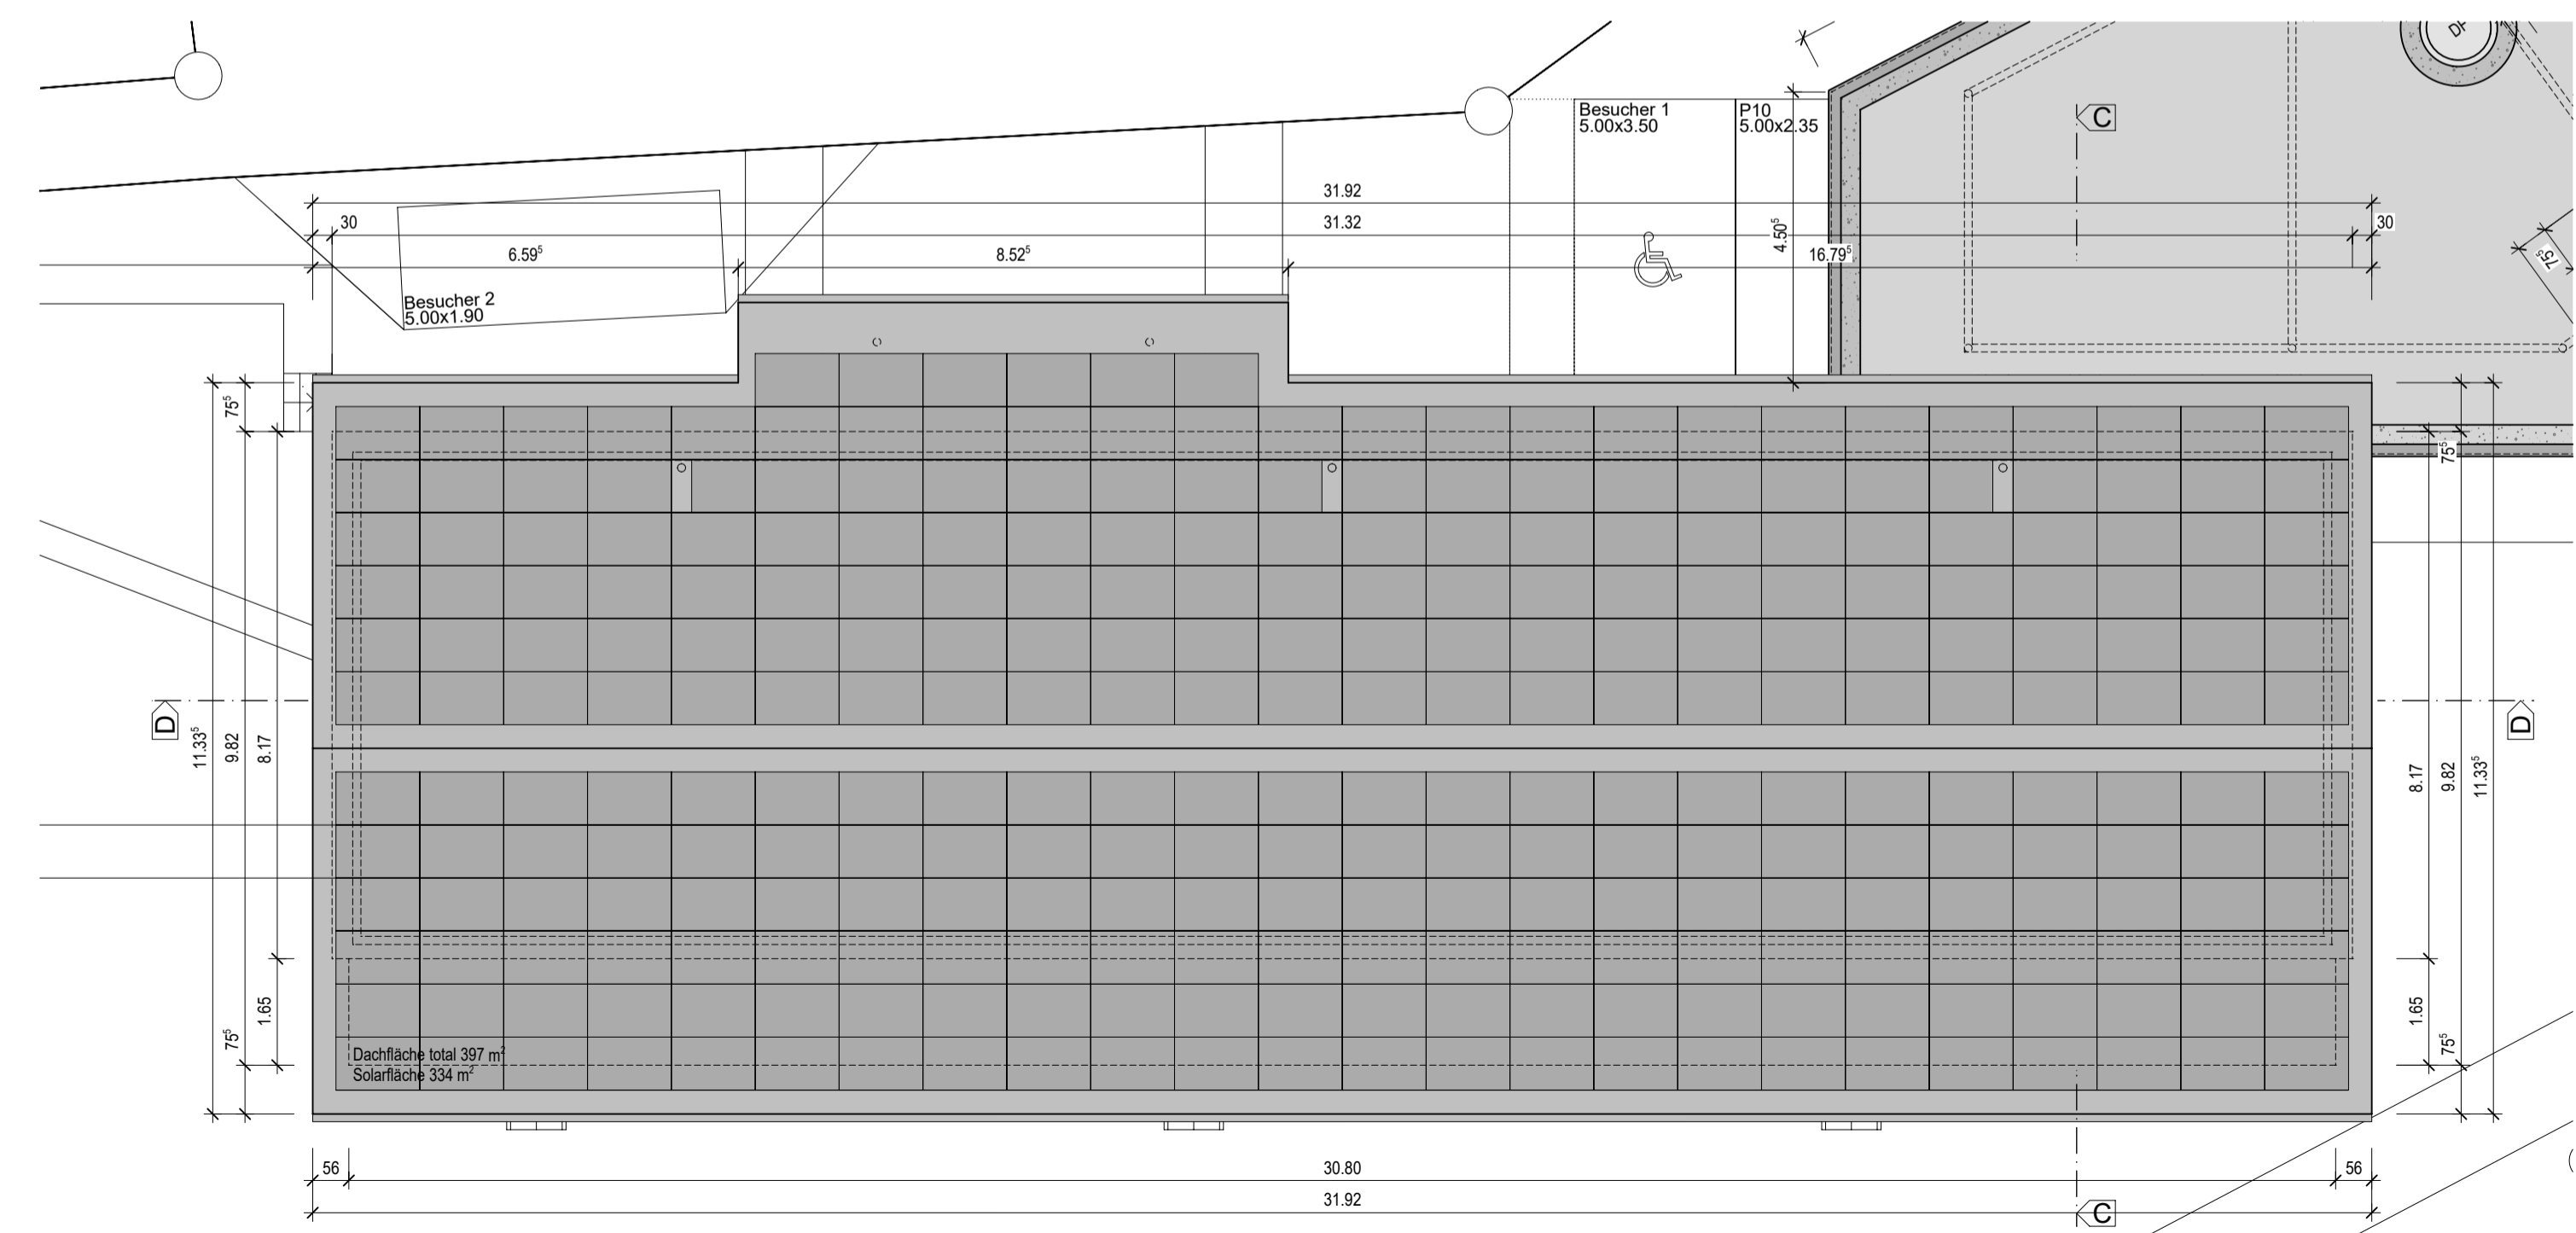 DF
Besucher 1
5.00x3.50
P10
5.00x2.35
C
31.92
30
31.32
30
6.59⁵
8.52⁵
4.50⁵
16.79⁵
75⁵
Besucher 2
5.00x1.90
75⁵
75⁵
D
11.33⁵
9.82
8.17
8.17
9.82
11.33⁵
D
1.65
75⁵
1.65
75⁵
Dachfläche total 397 m²
Solarfläche 334 m²
56
30.80
56
31.92
C